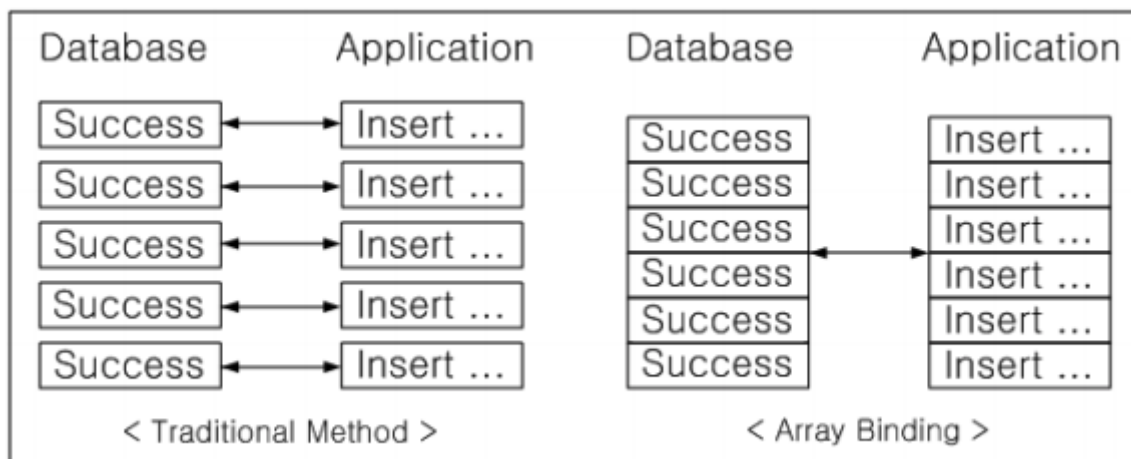 Database Application Database Application
Success Insert ...
Success Insert ...
Success Insert ...
Success Insert ...
Success Insert ...
< Traditional Method >
Success Insert ...
Success Insert ...
Success Insert ...
Success Insert ...
Success Insert ...
Success Insert ...
< Array Binding >